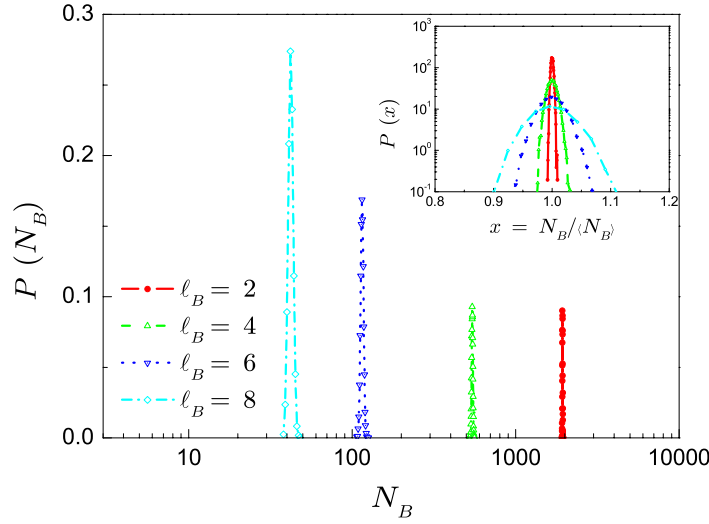 0.3
0.2
0.1
0.0
P (N_B)
10
100
1000
10000
N_B
ℓ_B = 2
ℓ_B = 4
ℓ_B = 6
ℓ_B = 8
10^3
10^2
10^1
10^0
10^-1
P (x)
0.8
0.9
1.0
1.1
1.2
x = N_B/⟨N_B⟩